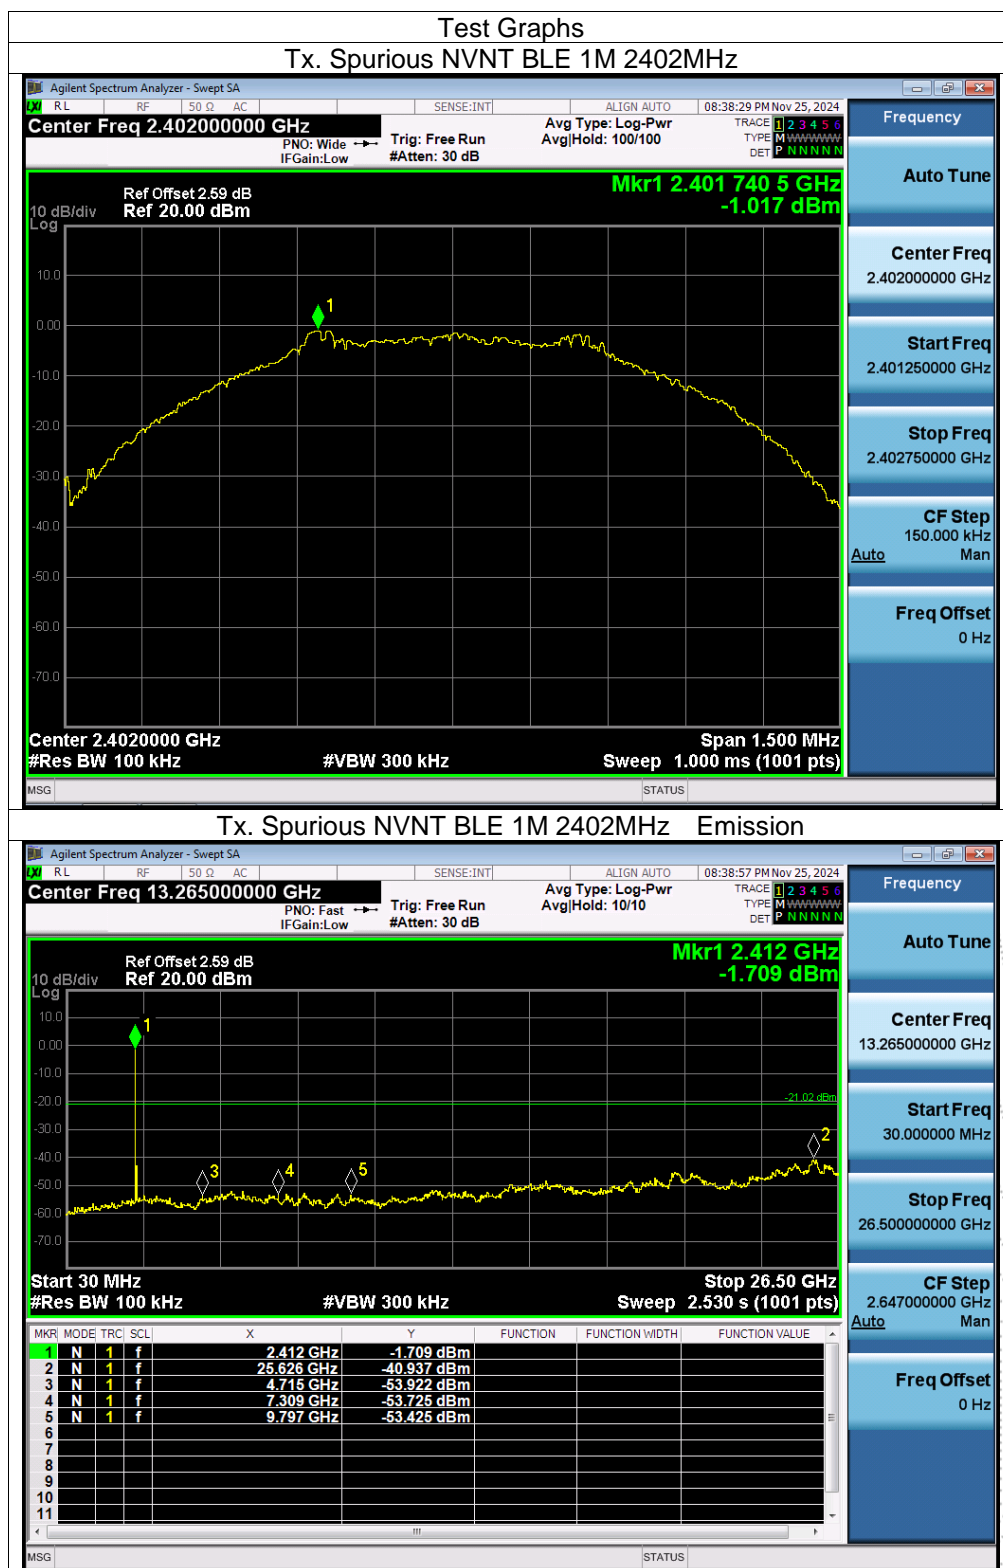 Test Graphs
Tx. Spurious NVNT BLE 1M 2402MHz
Agilent Spectrum Analyzer - Swept SA
LXI RL RF 50 Ω AC SENSE:INT ALIGN AUTO 08:38:29 PM Nov 25, 2024
Center Freq 2.402000000 GHz
PNO: Wide
IFGain:Low
Trig: Free Run
#Atten: 30 dB
Avg Type: Log-Pwr
Avg|Hold: 100/100
TRACE 1 2 3 4 5 6
TYPE M W W W W W
DET P N N N N N
Ref Offset 2.59 dB
10 dB/div Ref 20.00 dBm
Log
Mkr1 2.401 740 5 GHz
-1.017 dBm
1
10.0
0.00
-10.0
-20.0
-30.0
-40.0
-50.0
-60.0
-70.0
Center 2.4020000 GHz Span 1.500 MHz
#Res BW 100 kHz #VBW 300 kHz Sweep 1.000 ms (1001 pts)
MSG STATUS
Frequency
Auto Tune
Center Freq
2.402000000 GHz
Start Freq
2.401250000 GHz
Stop Freq
2.402750000 GHz
CF Step
150.000 kHz
Auto Man
Freq Offset
0 Hz
Tx. Spurious NVNT BLE 1M 2402MHz Emission
Agilent Spectrum Analyzer - Swept SA
LXI RL RF 50 Ω AC SENSE:INT ALIGN AUTO 08:38:57 PM Nov 25, 2024
Center Freq 13.265000000 GHz
PNO: Fast
IFGain:Low
Trig: Free Run
#Atten: 30 dB
Avg Type: Log-Pwr
Avg|Hold: 10/10
TRACE 1 2 3 4 5 6
TYPE M W W W W W
DET P N N N N N
Ref Offset 2.59 dB
10 dB/div Ref 20.00 dBm
Log
Mkr1 2.412 GHz
-1.709 dBm
10.0
0.00
-10.0
-20.0
-30.0
-40.0
-50.0
-60.0
-70.0
1
-21.02 dBm
2
3
4
5
Start 30 MHz Stop 26.50 GHz
#Res BW 100 kHz #VBW 300 kHz Sweep 2.530 s (1001 pts)
MKR MODE TRC SCL X Y FUNCTION FUNCTION WIDTH FUNCTION VALUE
1 N 1 f 2.412 GHz -1.709 dBm
2 N 1 f 25.626 GHz -40.937 dBm
3 N 1 f 4.715 GHz -53.922 dBm
4 N 1 f 7.309 GHz -53.725 dBm
5 N 1 f 9.797 GHz -53.425 dBm
6
7
8
9
10
11
MSG STATUS
Frequency
Auto Tune
Center Freq
13.265000000 GHz
Start Freq
30.000000 MHz
Stop Freq
26.500000000 GHz
CF Step
2.647000000 GHz
Auto Man
Freq Offset
0 Hz